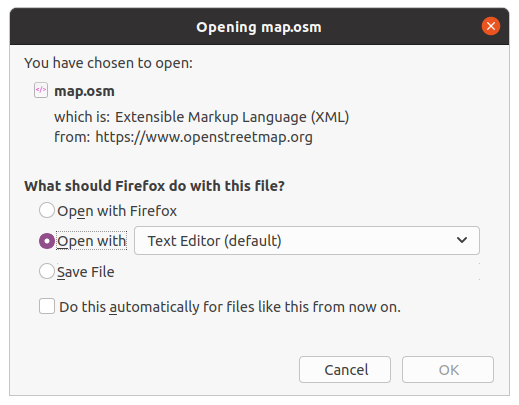 Opening map.osm
You have chosen to open:
</>
map.osm
which is: Extensible Markup Language (XML)
from: https://www.openstreetmap.org
What should Firefox do with this file?
Open with Firefox
Open with Text Editor (default)
Save File
Do this automatically for files like this from now on.
Cancel OK